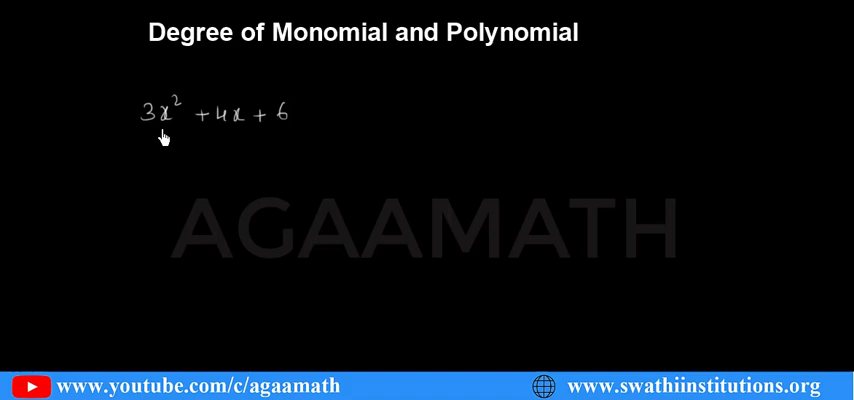 Degree of Monomial and Polynomial
3x² + 4x + 6
AGAAMATH
www.youtube.com/c/agaamath
www.swathiinstitutions.org